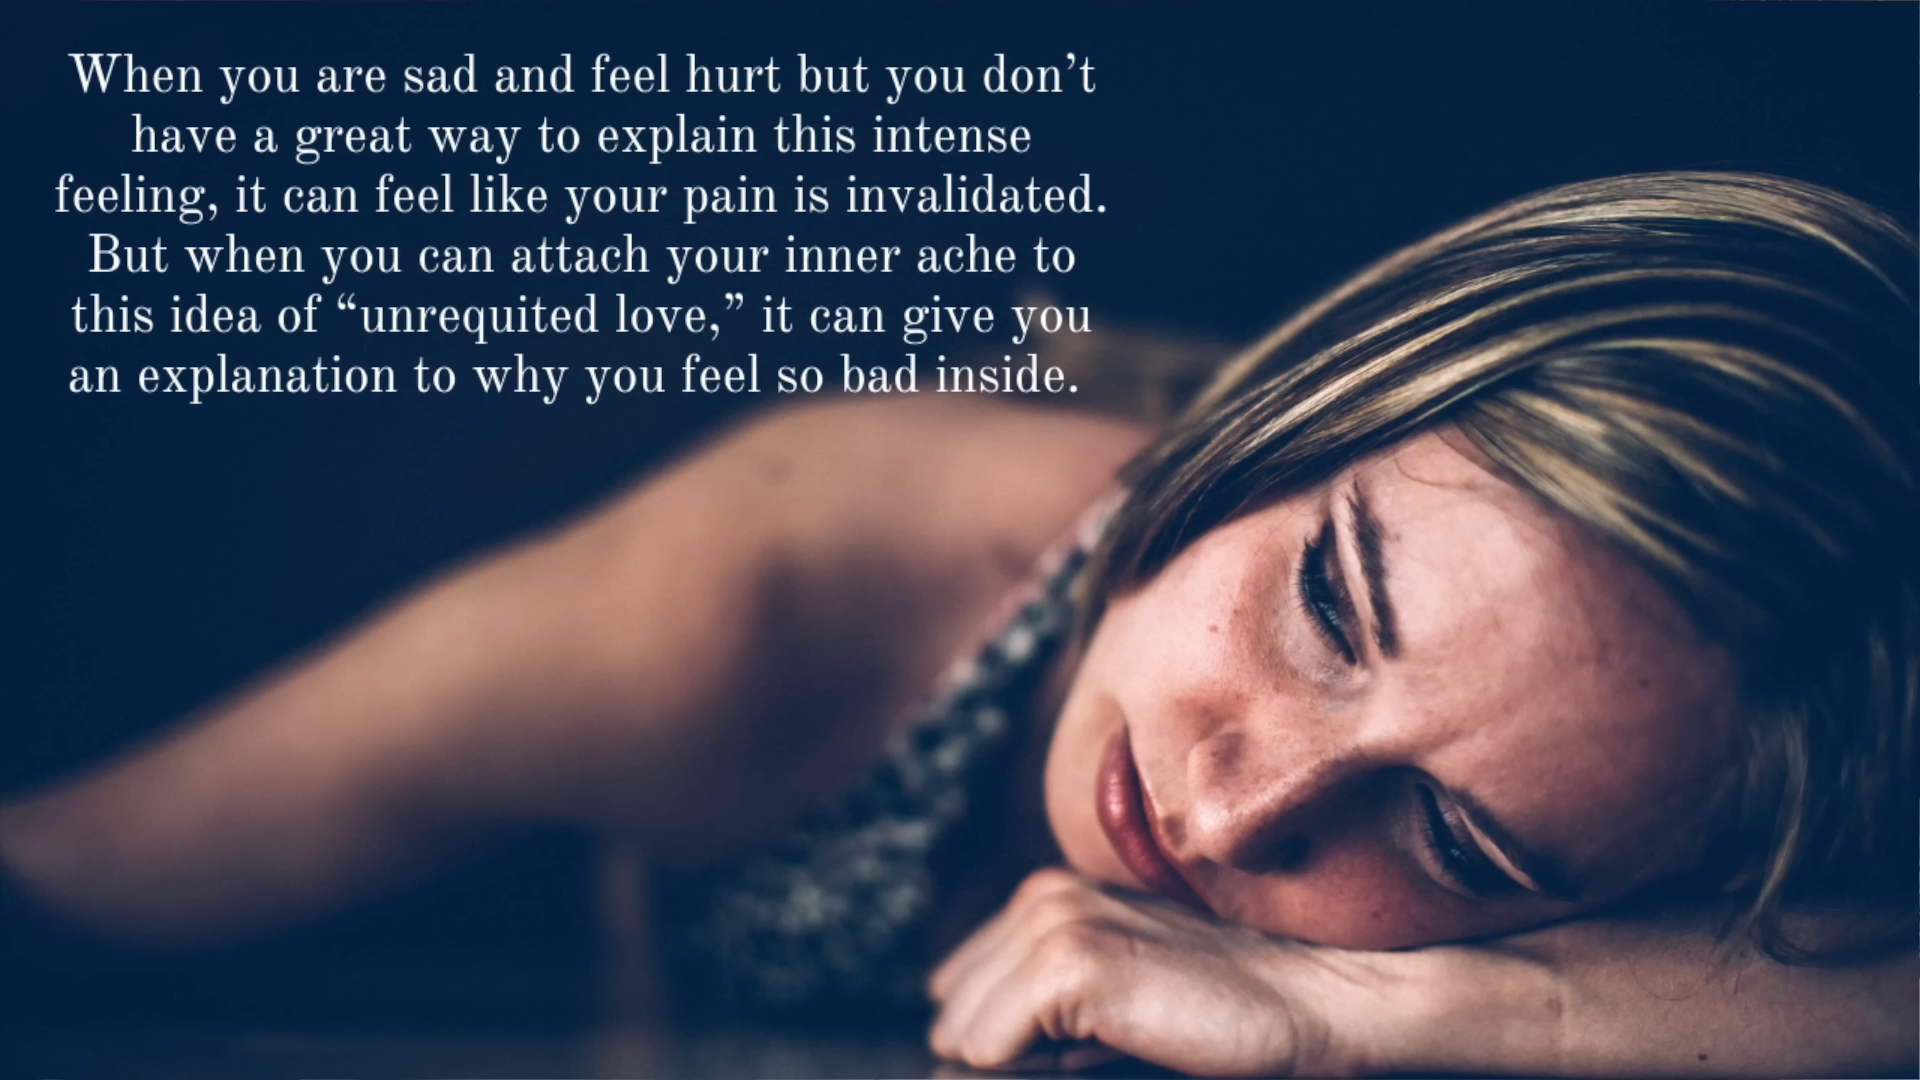 When you are sad and feel hurt but you don’t
have a great way to explain this intense
feeling, it can feel like your pain is invalidated.
But when you can attach your inner ache to
this idea of “unrequited love,” it can give you
an explanation to why you feel so bad inside.